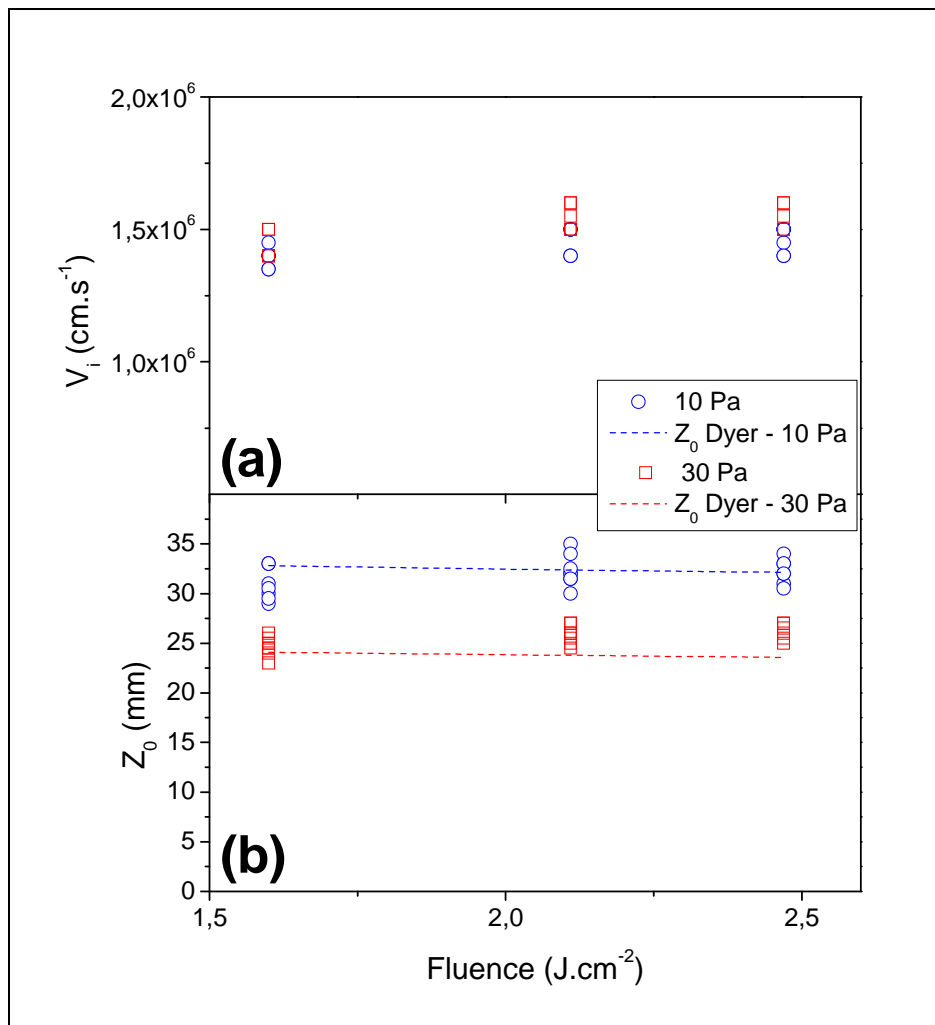 2,0x10⁶
1,5x10⁶
1,0x10⁶
Vᵢ (cm.s⁻¹)
(a)
10 Pa
Z₀ Dyer - 10 Pa
30 Pa
Z₀ Dyer - 30 Pa
35
30
25
20
15
10
5
0
Z₀ (mm)
(b)
1,5 2,0 2,5
Fluence (J.cm⁻²)